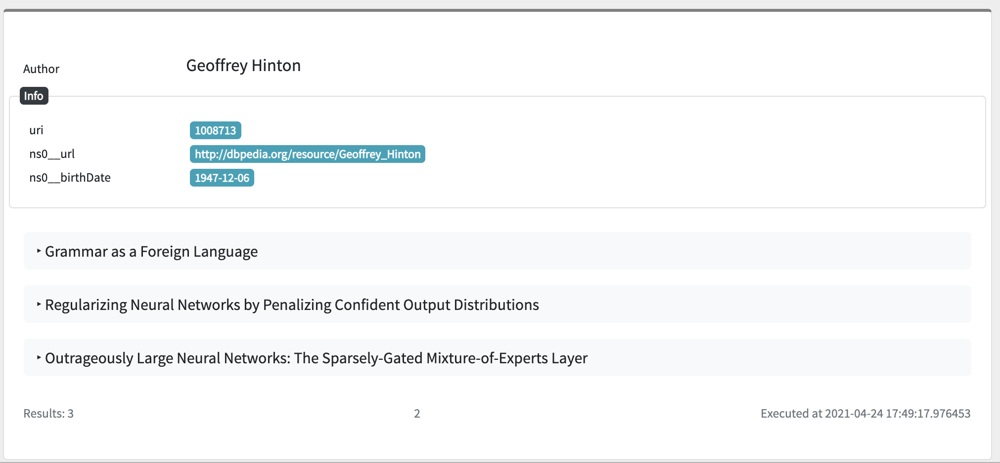 Author Geoffrey Hinton
Info
uri 1008713
ns0__url http://dbpedia.org/resource/Geoffrey_Hinton
ns0__birthDate 1947-12-06
‣ Grammar as a Foreign Language
‣ Regularizing Neural Networks by Penalizing Confident Output Distributions
‣ Outrageously Large Neural Networks: The Sparsely-Gated Mixture-of-Experts Layer
Results: 3 2 Executed at 2021-04-24 17:49:17.976453